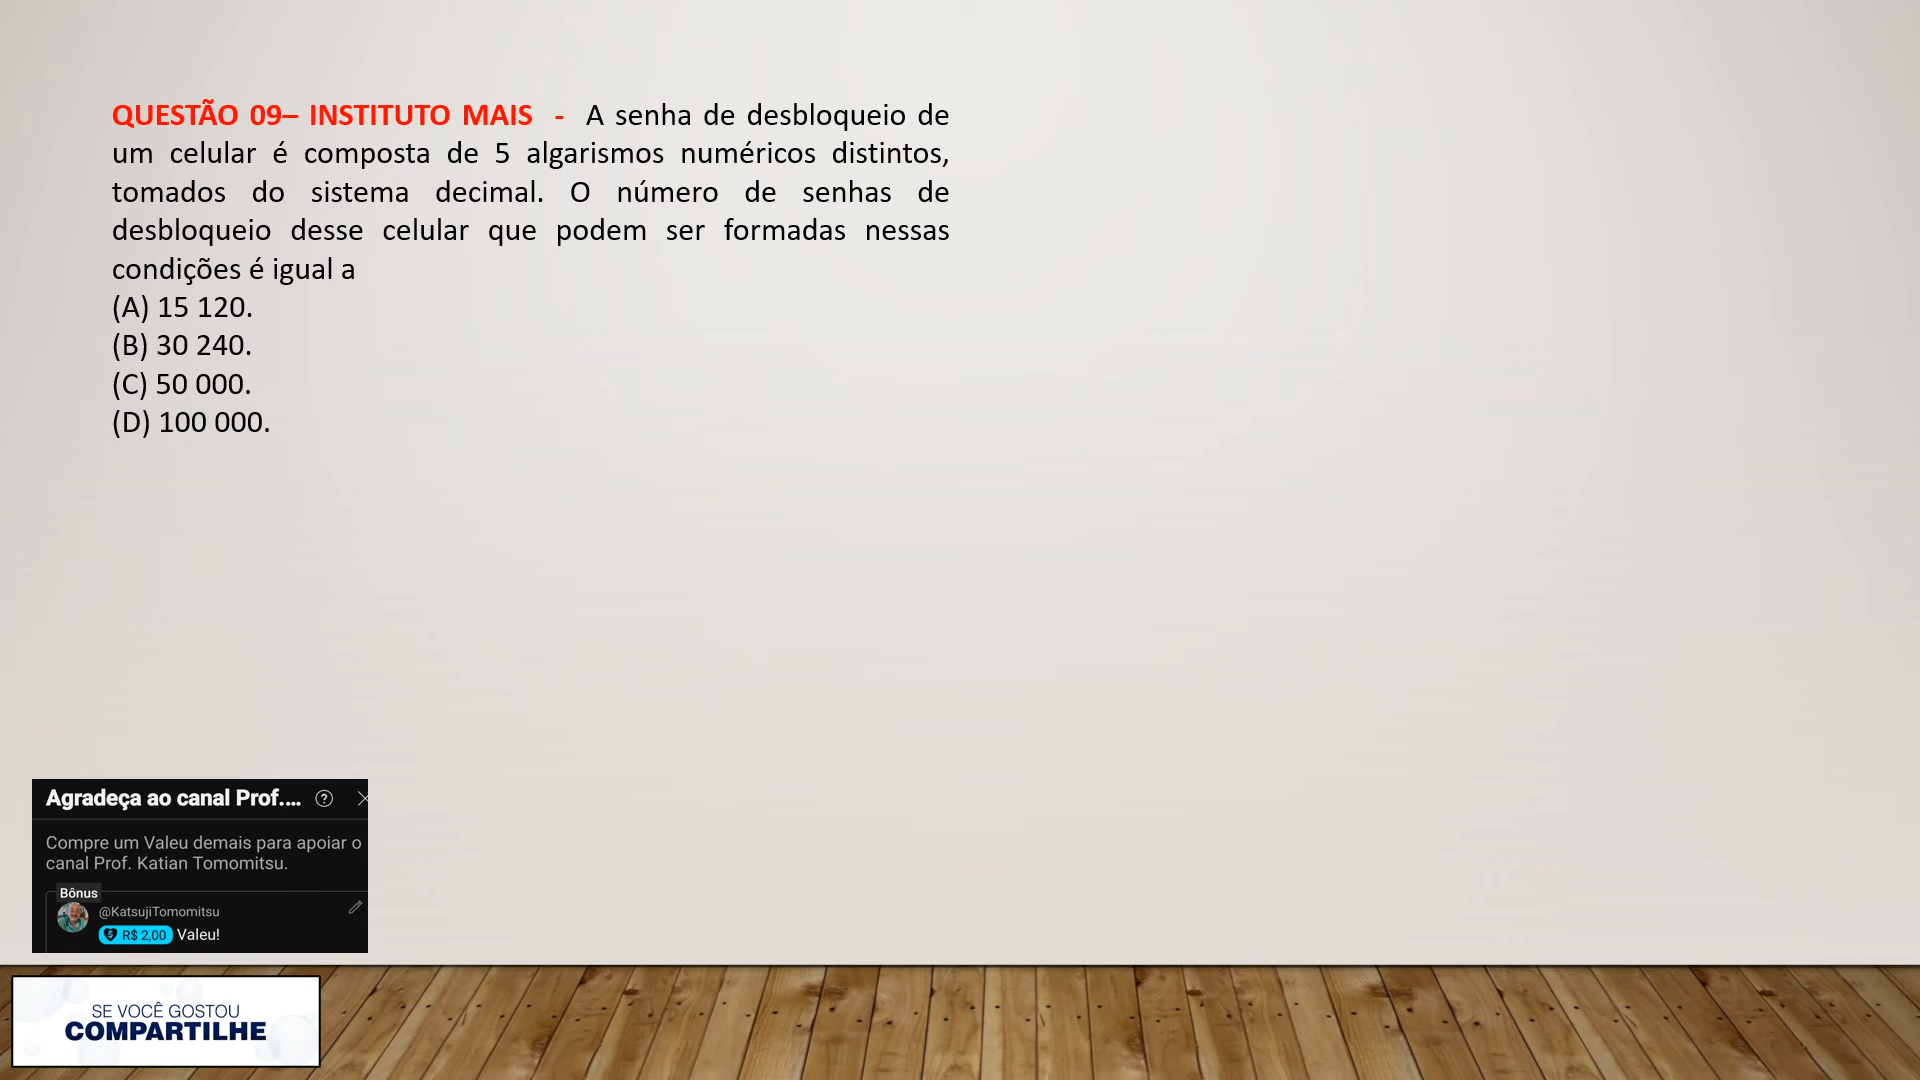 QUESTÃO 09– INSTITUTO MAIS - A senha de desbloqueio de
um celular é composta de 5 algarismos numéricos distintos,
tomados do sistema decimal. O número de senhas de
desbloqueio desse celular que podem ser formadas nessas
condições é igual a
(A) 15 120.
(B) 30 240.
(C) 50 000.
(D) 100 000.
Agradeça ao canal Prof....
Compre um Valeu demais para apoiar o
canal Prof. Katian Tomomitsu.
Bônus
@KatsujiTomomitsu
R$ 2,00 Valeu!
SE VOCÊ GOSTOU
COMPARTILHE